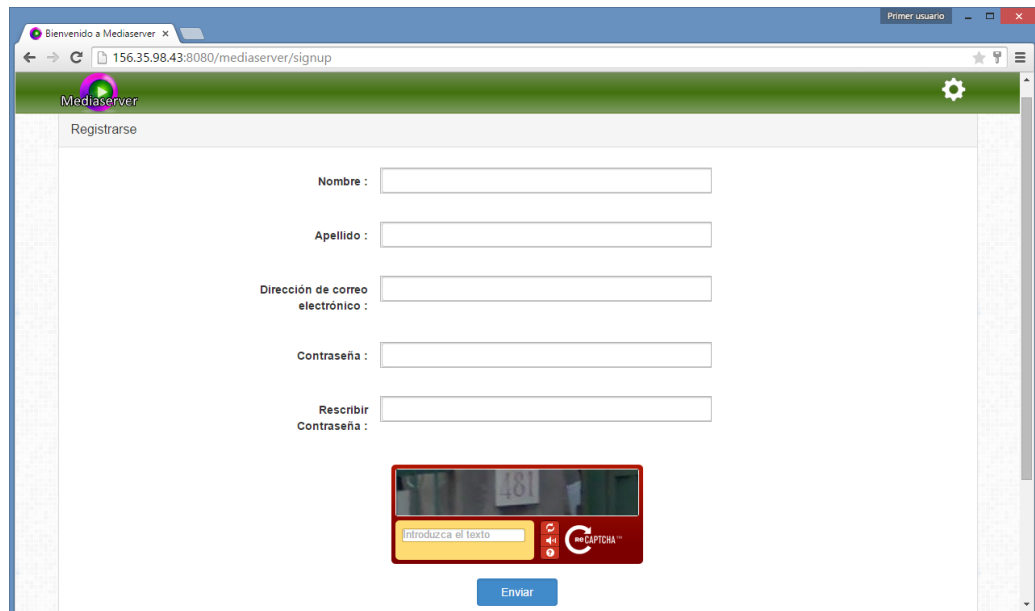 Primer usuario
Bienvenido a Mediaserver
156.35.98.43:8080/mediaserver/signup
Mediaserver
Registrarse
Nombre :
Apellido :
Dirección de correo
electrónico :
Contraseña :
Rescribir
Contraseña :
481
Introduzca el texto
reCAPTCHA™
Enviar